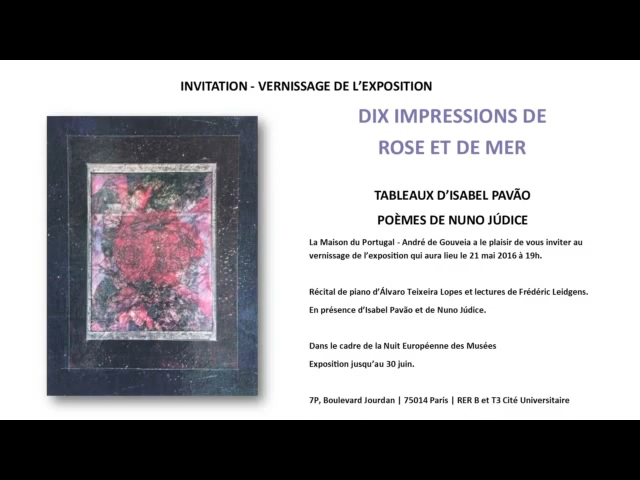 INVITATION - VERNISSAGE DE L'EXPOSITION
DIX IMPRESSIONS DE
ROSE ET DE MER
TABLEAUX D'ISABEL PAVÃO
POÈMES DE NUNO JÚDICE
La Maison du Portugal - André de Gouveia a le plaisir de vous inviter au
vernissage de l'exposition qui aura lieu le 21 mai 2016 à 19h.
Récital de piano d'Álvaro Teixeira Lopes et lectures de Frédéric Leidgens.
En présence d'Isabel Pavão et de Nuno Júdice.
Dans le cadre de la Nuit Européenne des Musées
Exposition jusqu'au 30 juin.
7P, Boulevard Jourdan | 75014 Paris | RER B et T3 Cité Universitaire